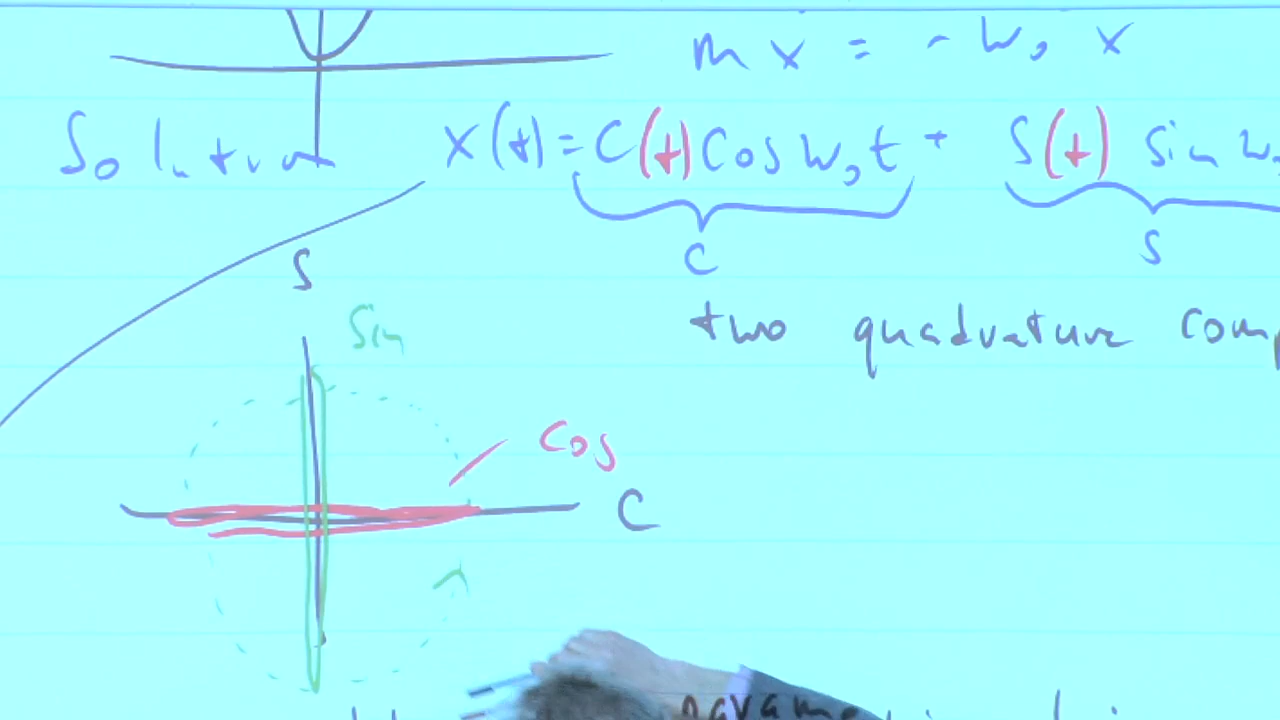 m x = - w₀ x
Solution x(t) = C(t) Cos w₀t + S(t) Sin w₀
C S
S
Sin
two quadrature comp
Cos
C